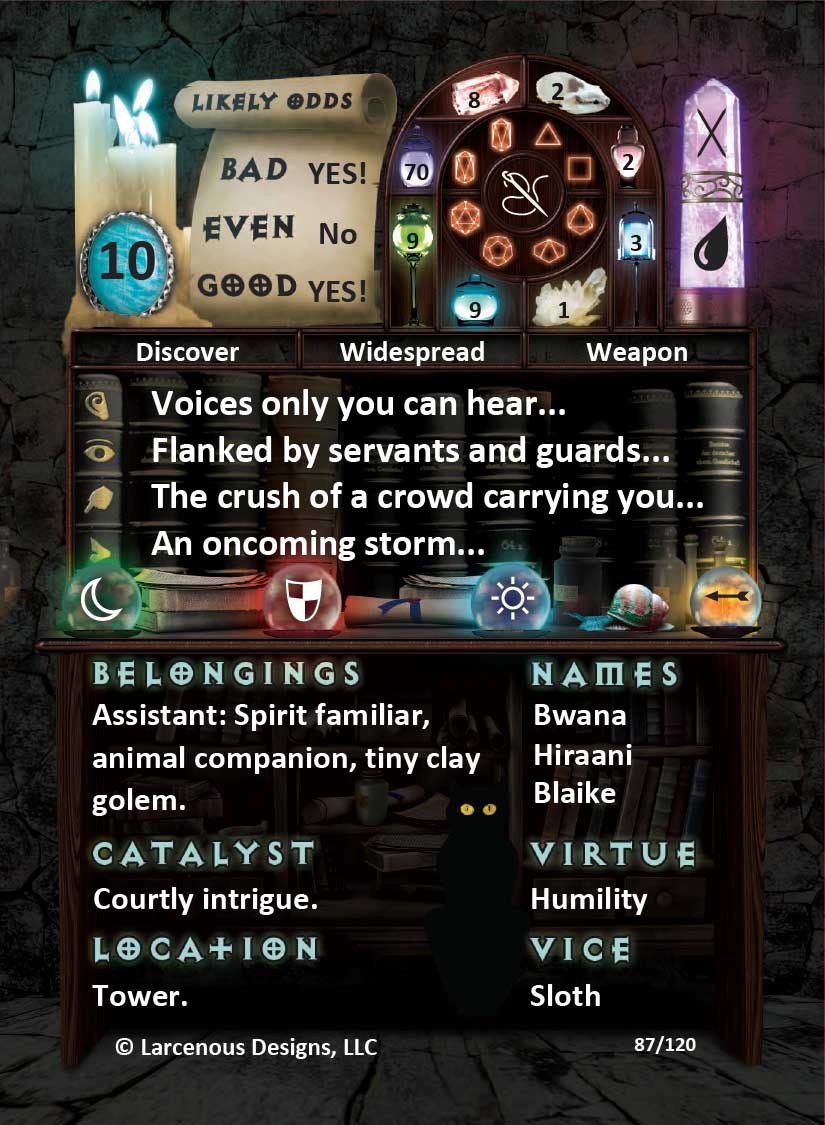 LIKELY ODDS
BAD YES!
EVEN No
GOOD YES!
10
8
2
70
2
9
3
9
1
Discover Widespread Weapon
Voices only you can hear...
Flanked by servants and guards...
The crush of a crowd carrying you...
An oncoming storm...
BELONGINGS
Assistant: Spirit familiar,
animal companion, tiny clay
golem.
NAMES
Bwana
Hiraani
Blaike
CATALYST
Courtly intrigue.
VIRTUE
Humility
LOCATION
Tower.
VICE
Sloth
© Larcenous Designs, LLC
87/120